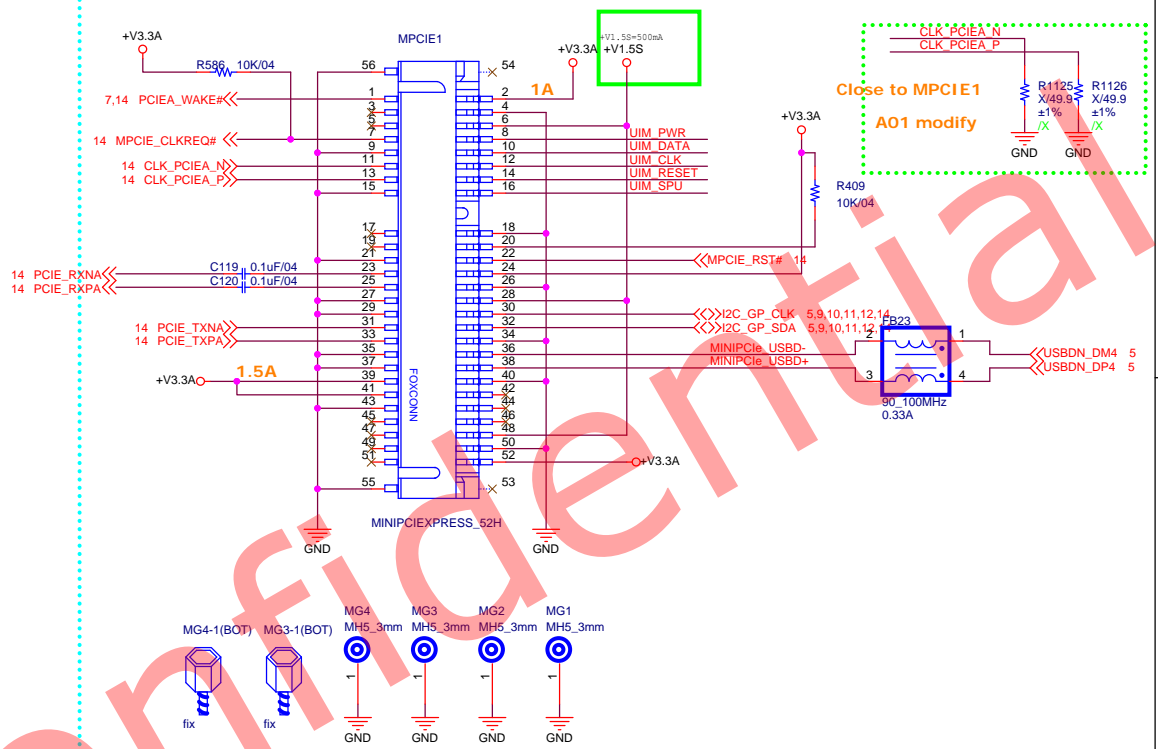 +V3.3A
R586 10K/04
MPCIE1
+V3.3A
+V1.5S=500mA
+V1.5S
1A
7,14 PCIEA_WAKE#
14 MPCIE_CLKREQ#
14 CLK_PCIEA_N
14 CLK_PCIEA_P
56
1
3
5
7
9
11
13
15
17
19
21
23
25
27
29
31
33
35
37
39
41
43
45
47
49
51
55
54
2
4
6
8
10
12
14
16
18
20
22
24
26
28
30
32
34
36
38
40
42
44
46
48
50
52
53
UIM_PWR
UIM_DATA
UIM_CLK
UIM_RESET
UIM_SPU
CLK_PCIEA_N
CLK_PCIEA_P
Close to MPCIE1
A01 modify
R1125
X/49.9
±1%
/X
R1126
X/49.9
±1%
/X
GND
GND
+V3.3A
R409
10K/04
MPCIE_RST# 14
14 PCIE_RXNA
C119 0.1uF/04
14 PCIE_RXPA
C120 0.1uF/04
14 PCIE_TXNA
14 PCIE_TXPA
I2C_GP_CLK 5,9,10,11,12,14
I2C_GP_SDA 5,9,10,11,12,
MINIPCIe_USBD-
MINIPCIe_USBD+
FB23
2
1
3
4
90_100MHz
0.33A
USBDN_DM4 5
USBDN_DP4 5
+V3.3A
1.5A
FOXCONN
+V3.3A
MINIPCIEXPRESS_52H
GND
GND
MG4-1(BOT)
fix
MG3-1(BOT)
fix
MG4
MH5_3mm
1
GND
MG3
MH5_3mm
1
GND
MG2
MH5_3mm
1
GND
MG1
MH5_3mm
1
GND
onfidential